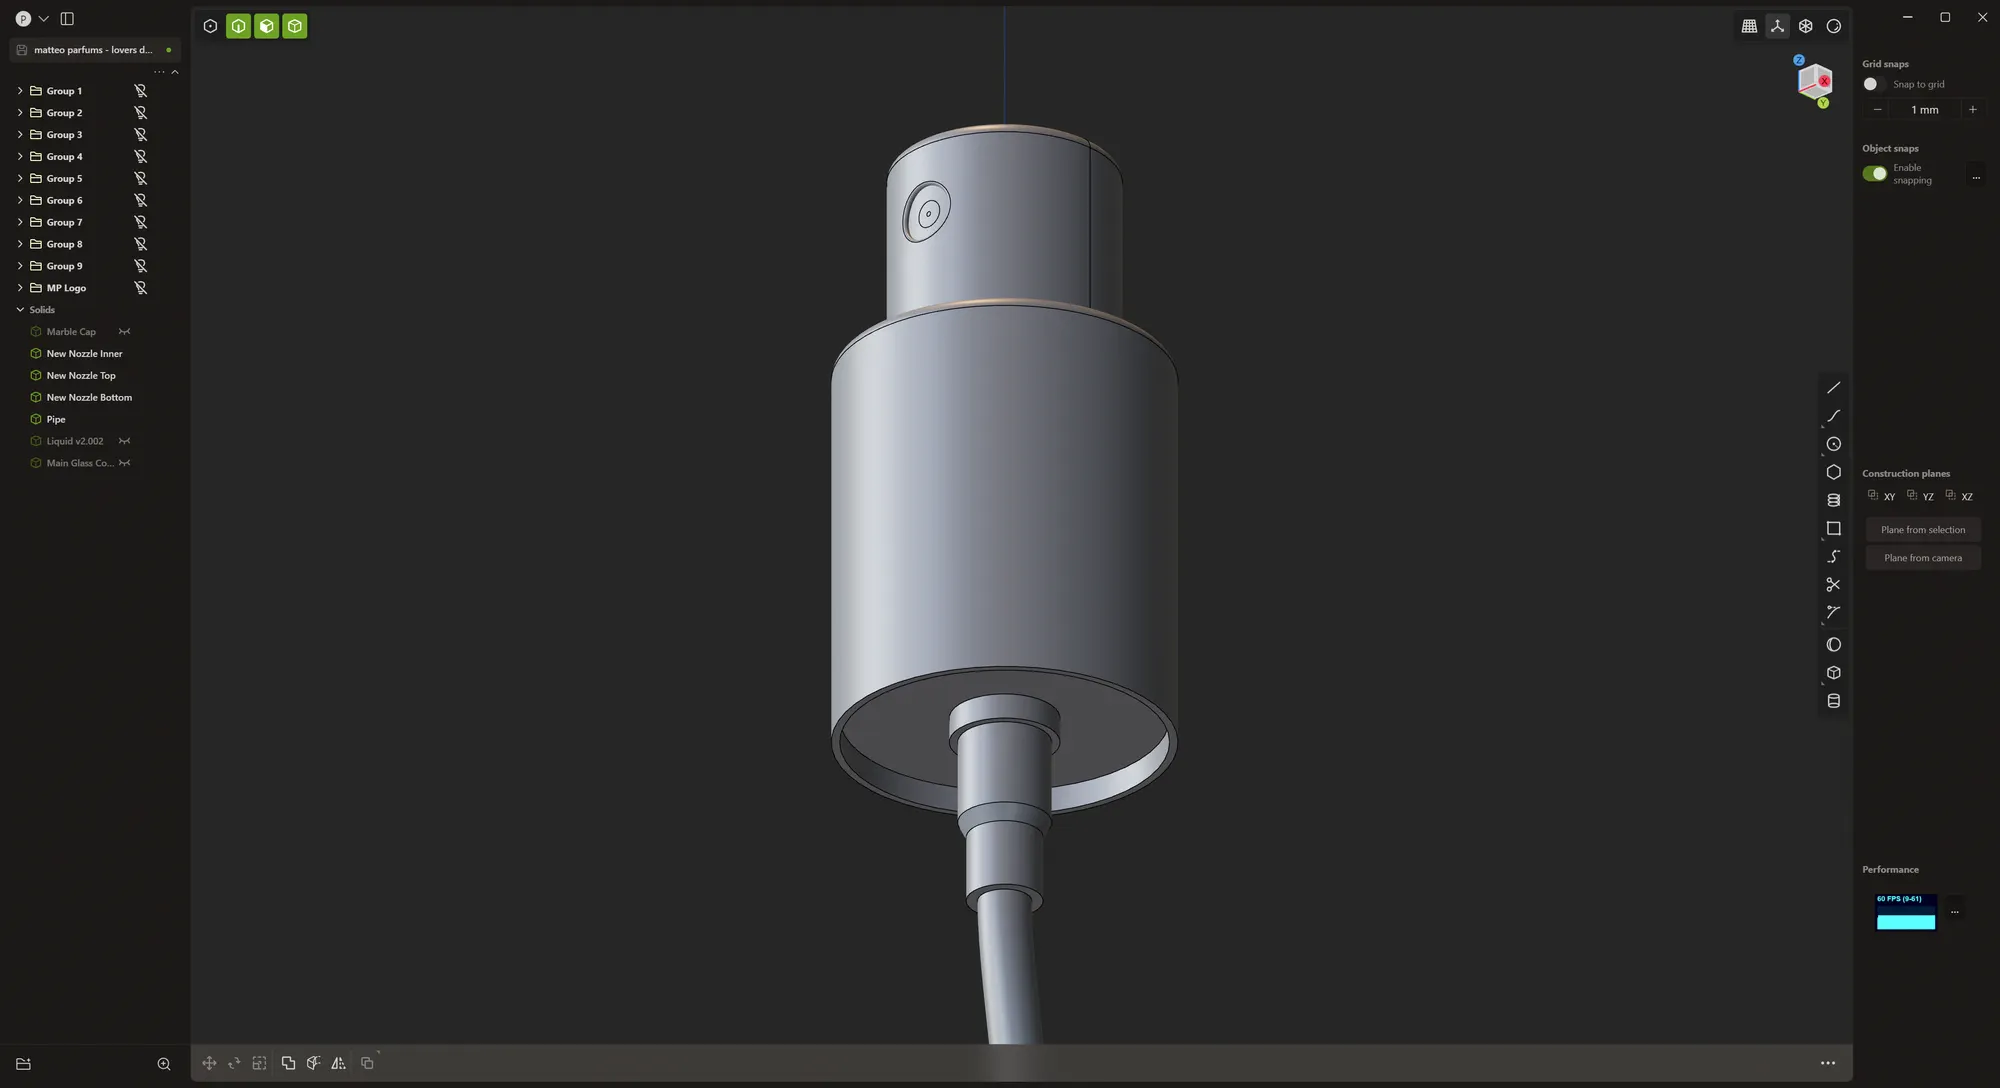 P
matteo parfums - lovers d...
Group 1
Group 2
Group 3
Group 4
Group 5
Group 6
Group 7
Group 8
Group 9
MP Logo
Solids
Marble Cap
New Nozzle Inner
New Nozzle Top
New Nozzle Bottom
Pipe
Liquid v2.002
Main Glass Co...
Z
X
Y
Grid snaps
Snap to grid
1 mm
Object snaps
Enable
snapping
Construction planes
XY YZ XZ
Plane from selection
Plane from camera
Performance
60 FPS (9-61)